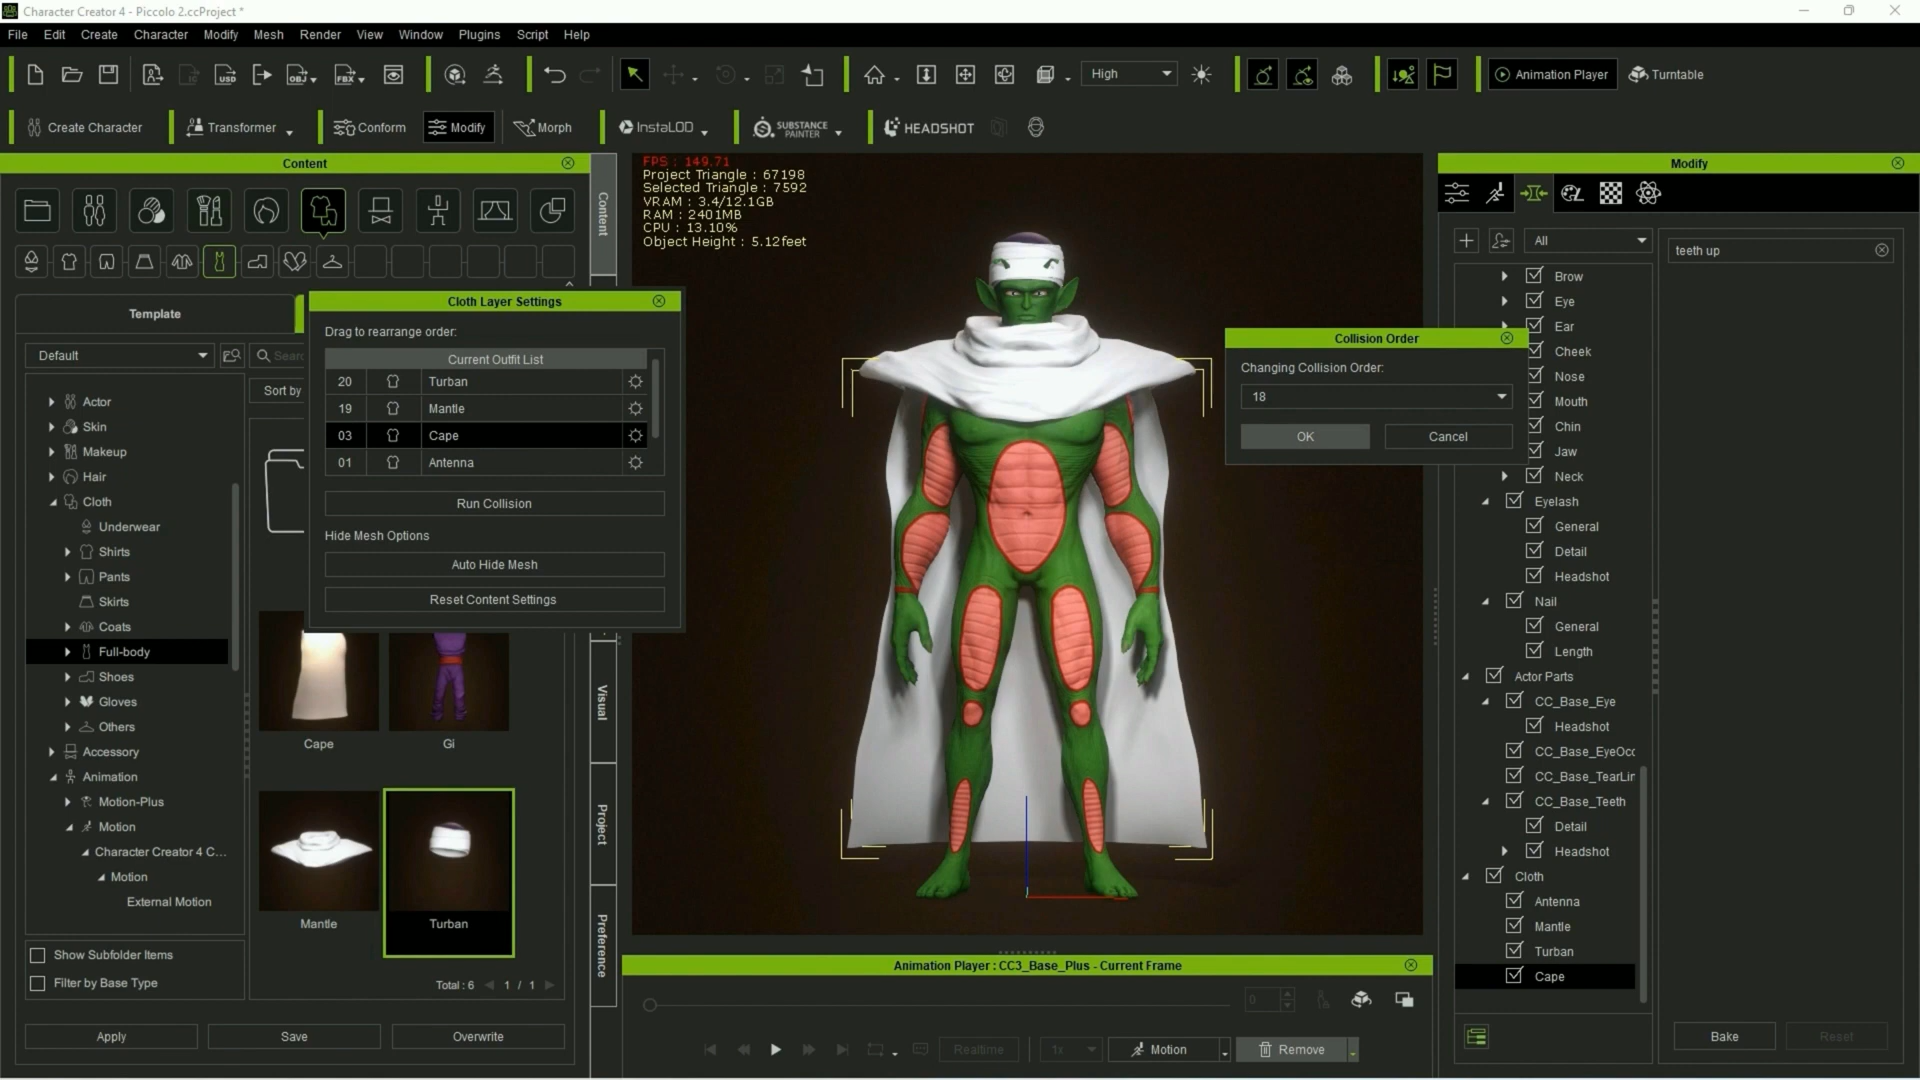 Character Creator 4 - Piccolo 2.ccProject *
File Edit Create Character Modify Mesh Render View Window Plugins Script Help
USD OBJ FBX High Animation Player Turntable
Create Character Transformer Conform Modify Morph InstaLOD SUBSTANCE PAINTER HEADSHOT
Content
Template
Default
Sort by
Actor
Skin
Makeup
Hair
Cloth
Underwear
Shirts
Pants
Skirts
Coats
Full-body
Shoes
Gloves
Others
Accessory
Animation
Motion-Plus
Motion
Character Creator 4 C...
Motion
External Motion
Show Subfolder Items
Filter by Base Type
Cape
Gi
Mantle
Turban
Total : 6 1 / 1
Apply Save Overwrite
Cloth Layer Settings
Drag to rearrange order:
Current Outfit List
20 Turban
19 Mantle
03 Cape
01 Antenna
Run Collision
Hide Mesh Options
Auto Hide Mesh
Reset Content Settings
Content
Visual
Project
Preference
FPS : 149.71
Project Triangle : 67198
Selected Triangle : 7592
VRAM : 3.4/12.1GB
RAM : 2401MB
CPU : 13.10%
Object Height : 5.12feet
Collision Order
Changing Collision Order:
18
OK Cancel
Animation Player : CC3_Base_Plus - Current Frame
0
Realtime 1x Motion Remove
Modify
All
teeth up
Brow
Eye
Ear
Cheek
Nose
Mouth
Chin
Jaw
Neck
Eyelash
General
Detail
Headshot
Nail
General
Length
Actor Parts
CC_Base_Eye
Headshot
CC_Base_EyeOcc
CC_Base_TearLin
CC_Base_Teeth
Detail
Headshot
Cloth
Antenna
Mantle
Turban
Cape
Bake Reset